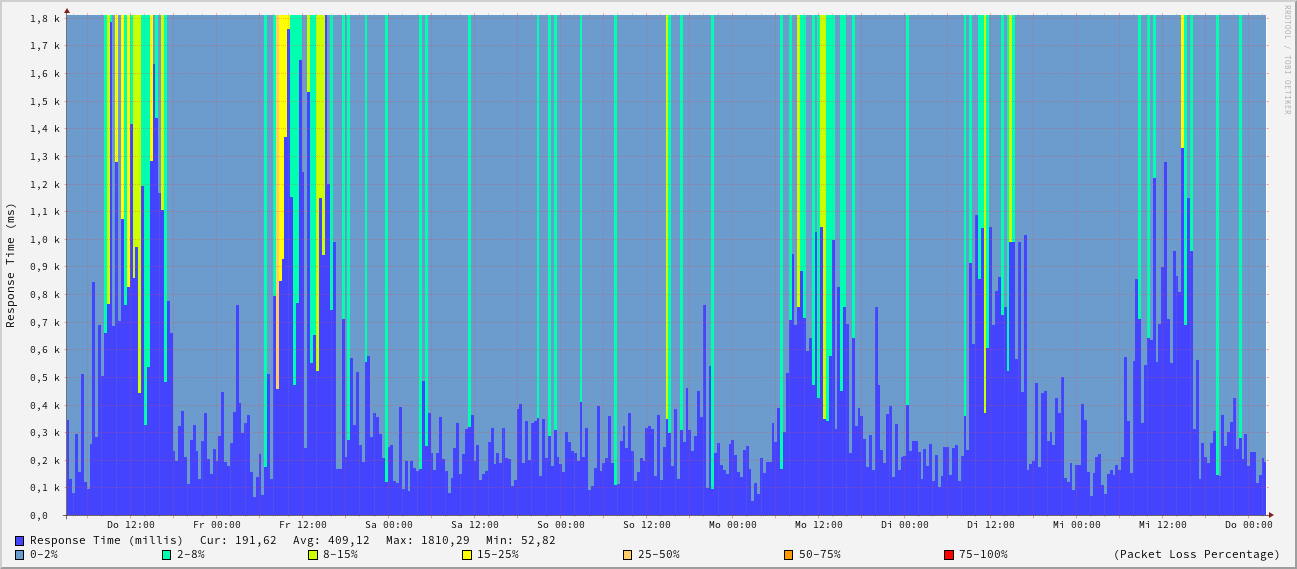 RRDTOOL / TOBI OETIKER
Response Time (ms)
1,8 k
1,7 k
1,6 k
1,5 k
1,4 k
1,3 k
1,2 k
1,1 k
1,0 k
0,9 k
0,8 k
0,7 k
0,6 k
0,5 k
0,4 k
0,3 k
0,2 k
0,1 k
0,0
Do 12:00 Fr 00:00 Fr 12:00 Sa 00:00 Sa 12:00 So 00:00 So 12:00 Mo 00:00 Mo 12:00 Di 00:00 Di 12:00 Mi 00:00 Mi 12:00 Do 00:00
Response Time (millis) Cur: 191,62 Avg: 409,12 Max: 1810,29 Min: 52,82
0-2% 2-8% 8-15% 15-25% 25-50% 50-75% 75-100% (Packet Loss Percentage)